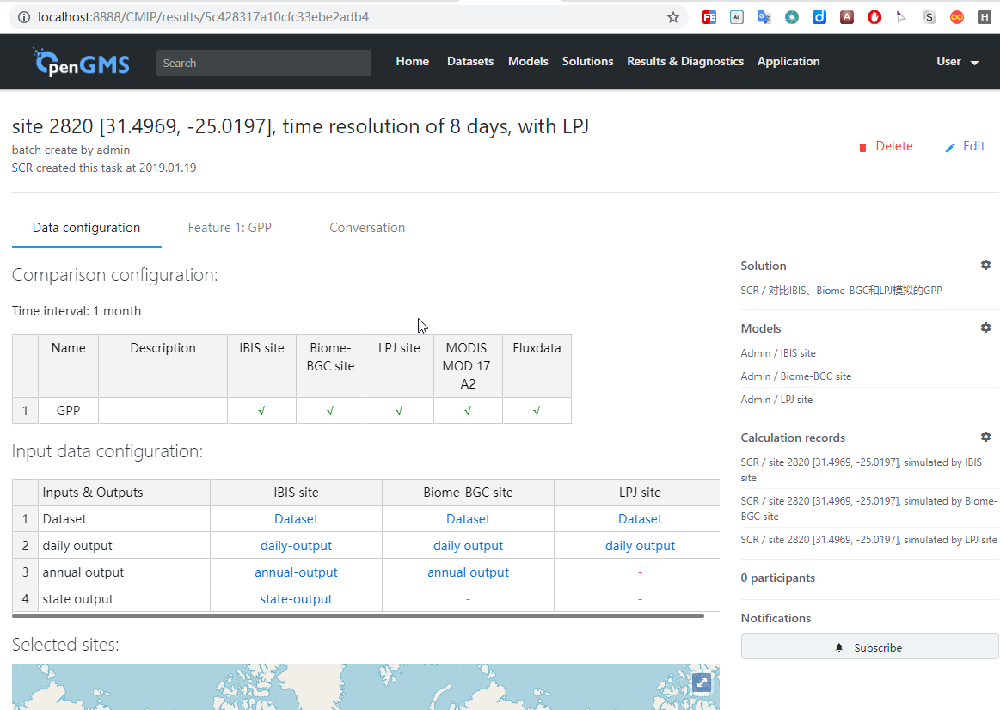 localhost:8888/CMIP/results/5c428317a10cfc33ebe2adb4
OpenGMS
Search
Home Datasets Models Solutions Results & Diagnostics Application
User
site 2820 [31.4969, -25.0197], time resolution of 8 days, with LPJ
batch create by admin
SCR created this task at 2019.01.19
Delete Edit
Data configuration Feature 1: GPP Conversation
Comparison configuration:
Time interval: 1 month
Name Description IBIS site Biome-BGC site LPJ site MODIS MOD 17 A2 Fluxdata
1 GPP √ √ √ √ √
Input data configuration:
Inputs & Outputs IBIS site Biome-BGC site LPJ site
1 Dataset Dataset Dataset Dataset
2 daily output daily-output daily output daily output
3 annual output annual-output annual output -
4 state output state-output - -
Selected sites:
Solution
SCR / 对比IBIS、Biome-BGC和LPJ模拟的GPP
Models
Admin / IBIS site
Admin / Biome-BGC site
Admin / LPJ site
Calculation records
SCR / site 2820 [31.4969, -25.0197], simulated by IBIS
site
SCR / site 2820 [31.4969, -25.0197], simulated by Biome-
BGC site
SCR / site 2820 [31.4969, -25.0197], simulated by LPJ site
0 participants
Notifications
Subscribe